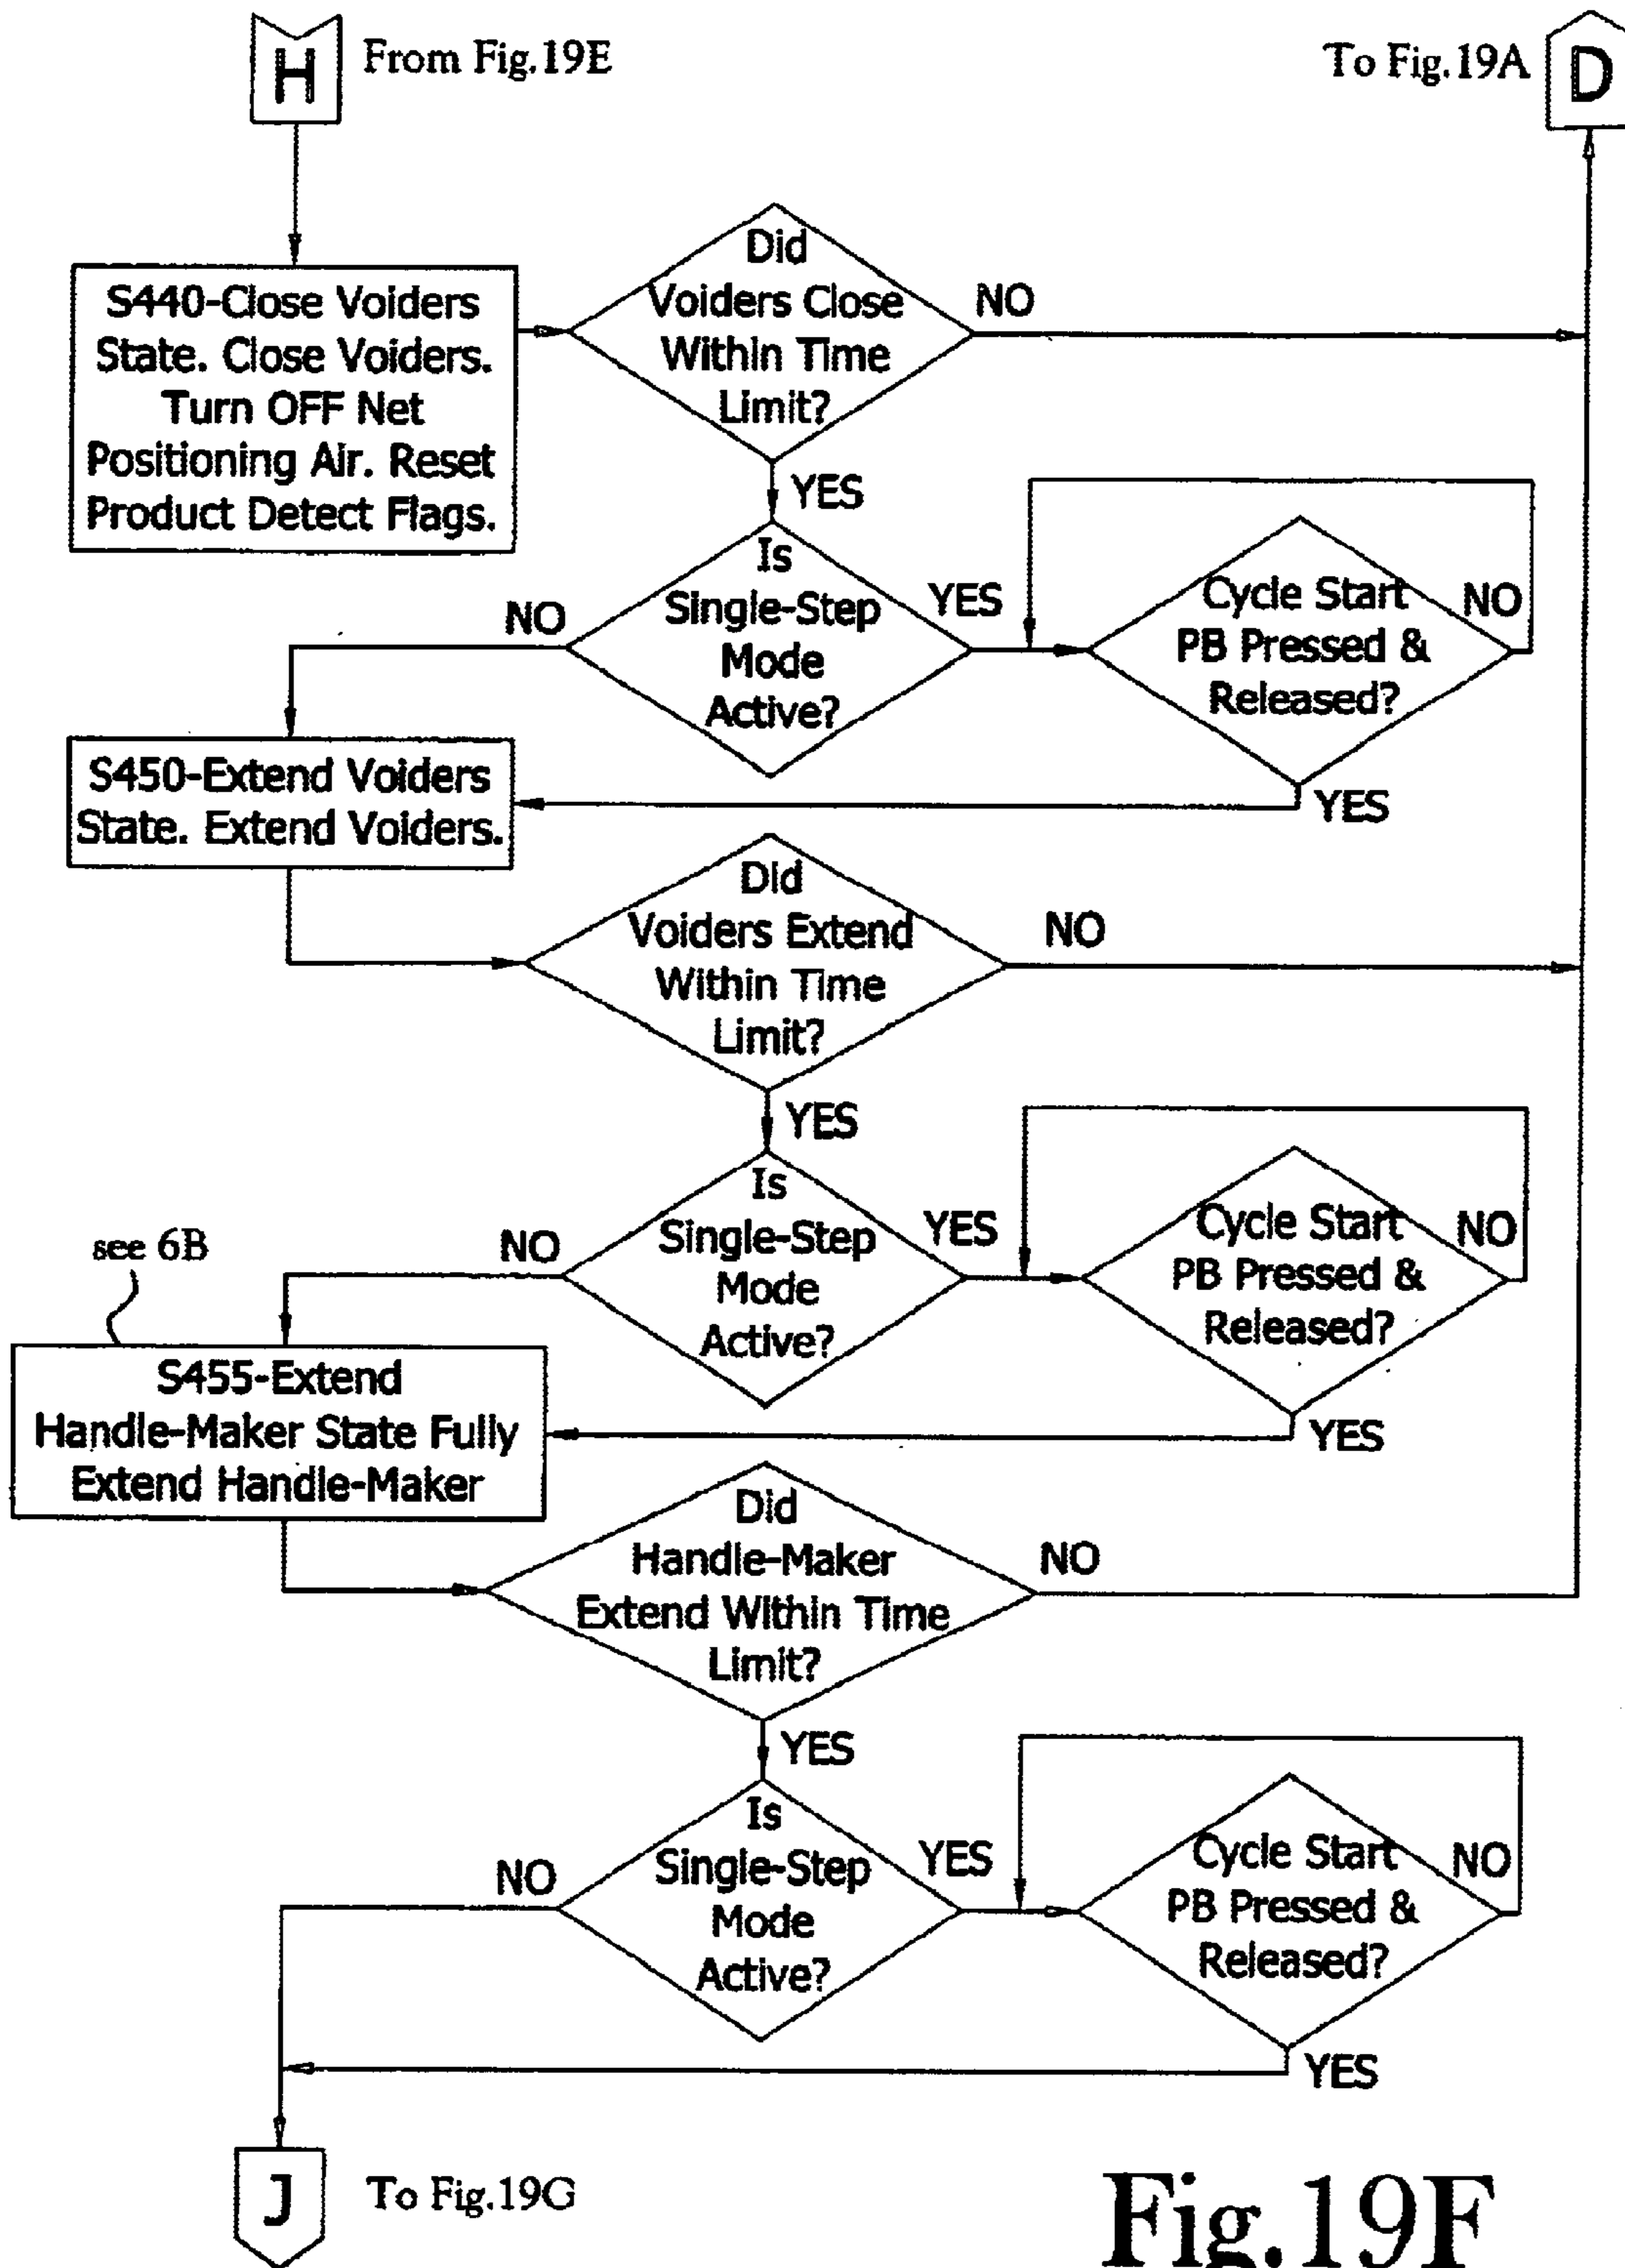 H
From Fig.19E
To Fig.19A
D
S440-Close Voiders
State. Close Voiders.
Turn OFF Net
Positioning Air. Reset
Product Detect Flags.
Did
Voiders Close
Within Time
Limit?
NO
YES
Is
Single-Step
Mode
Active?
NO
YES
Cycle Start
PB Pressed &
Released?
NO
YES
S450-Extend Voiders
State. Extend Voiders.
Did
Voiders Extend
Within Time
Limit?
NO
YES
Is
Single-Step
Mode
Active?
NO
YES
Cycle Start
PB Pressed &
Released?
NO
YES
see 6B
S455-Extend
Handle-Maker State Fully
Extend Handle-Maker
Did
Handle-Maker
Extend Within Time
Limit?
NO
YES
Is
Single-Step
Mode
Active?
NO
YES
Cycle Start
PB Pressed &
Released?
NO
YES
J
To Fig.19G
Fig.19F